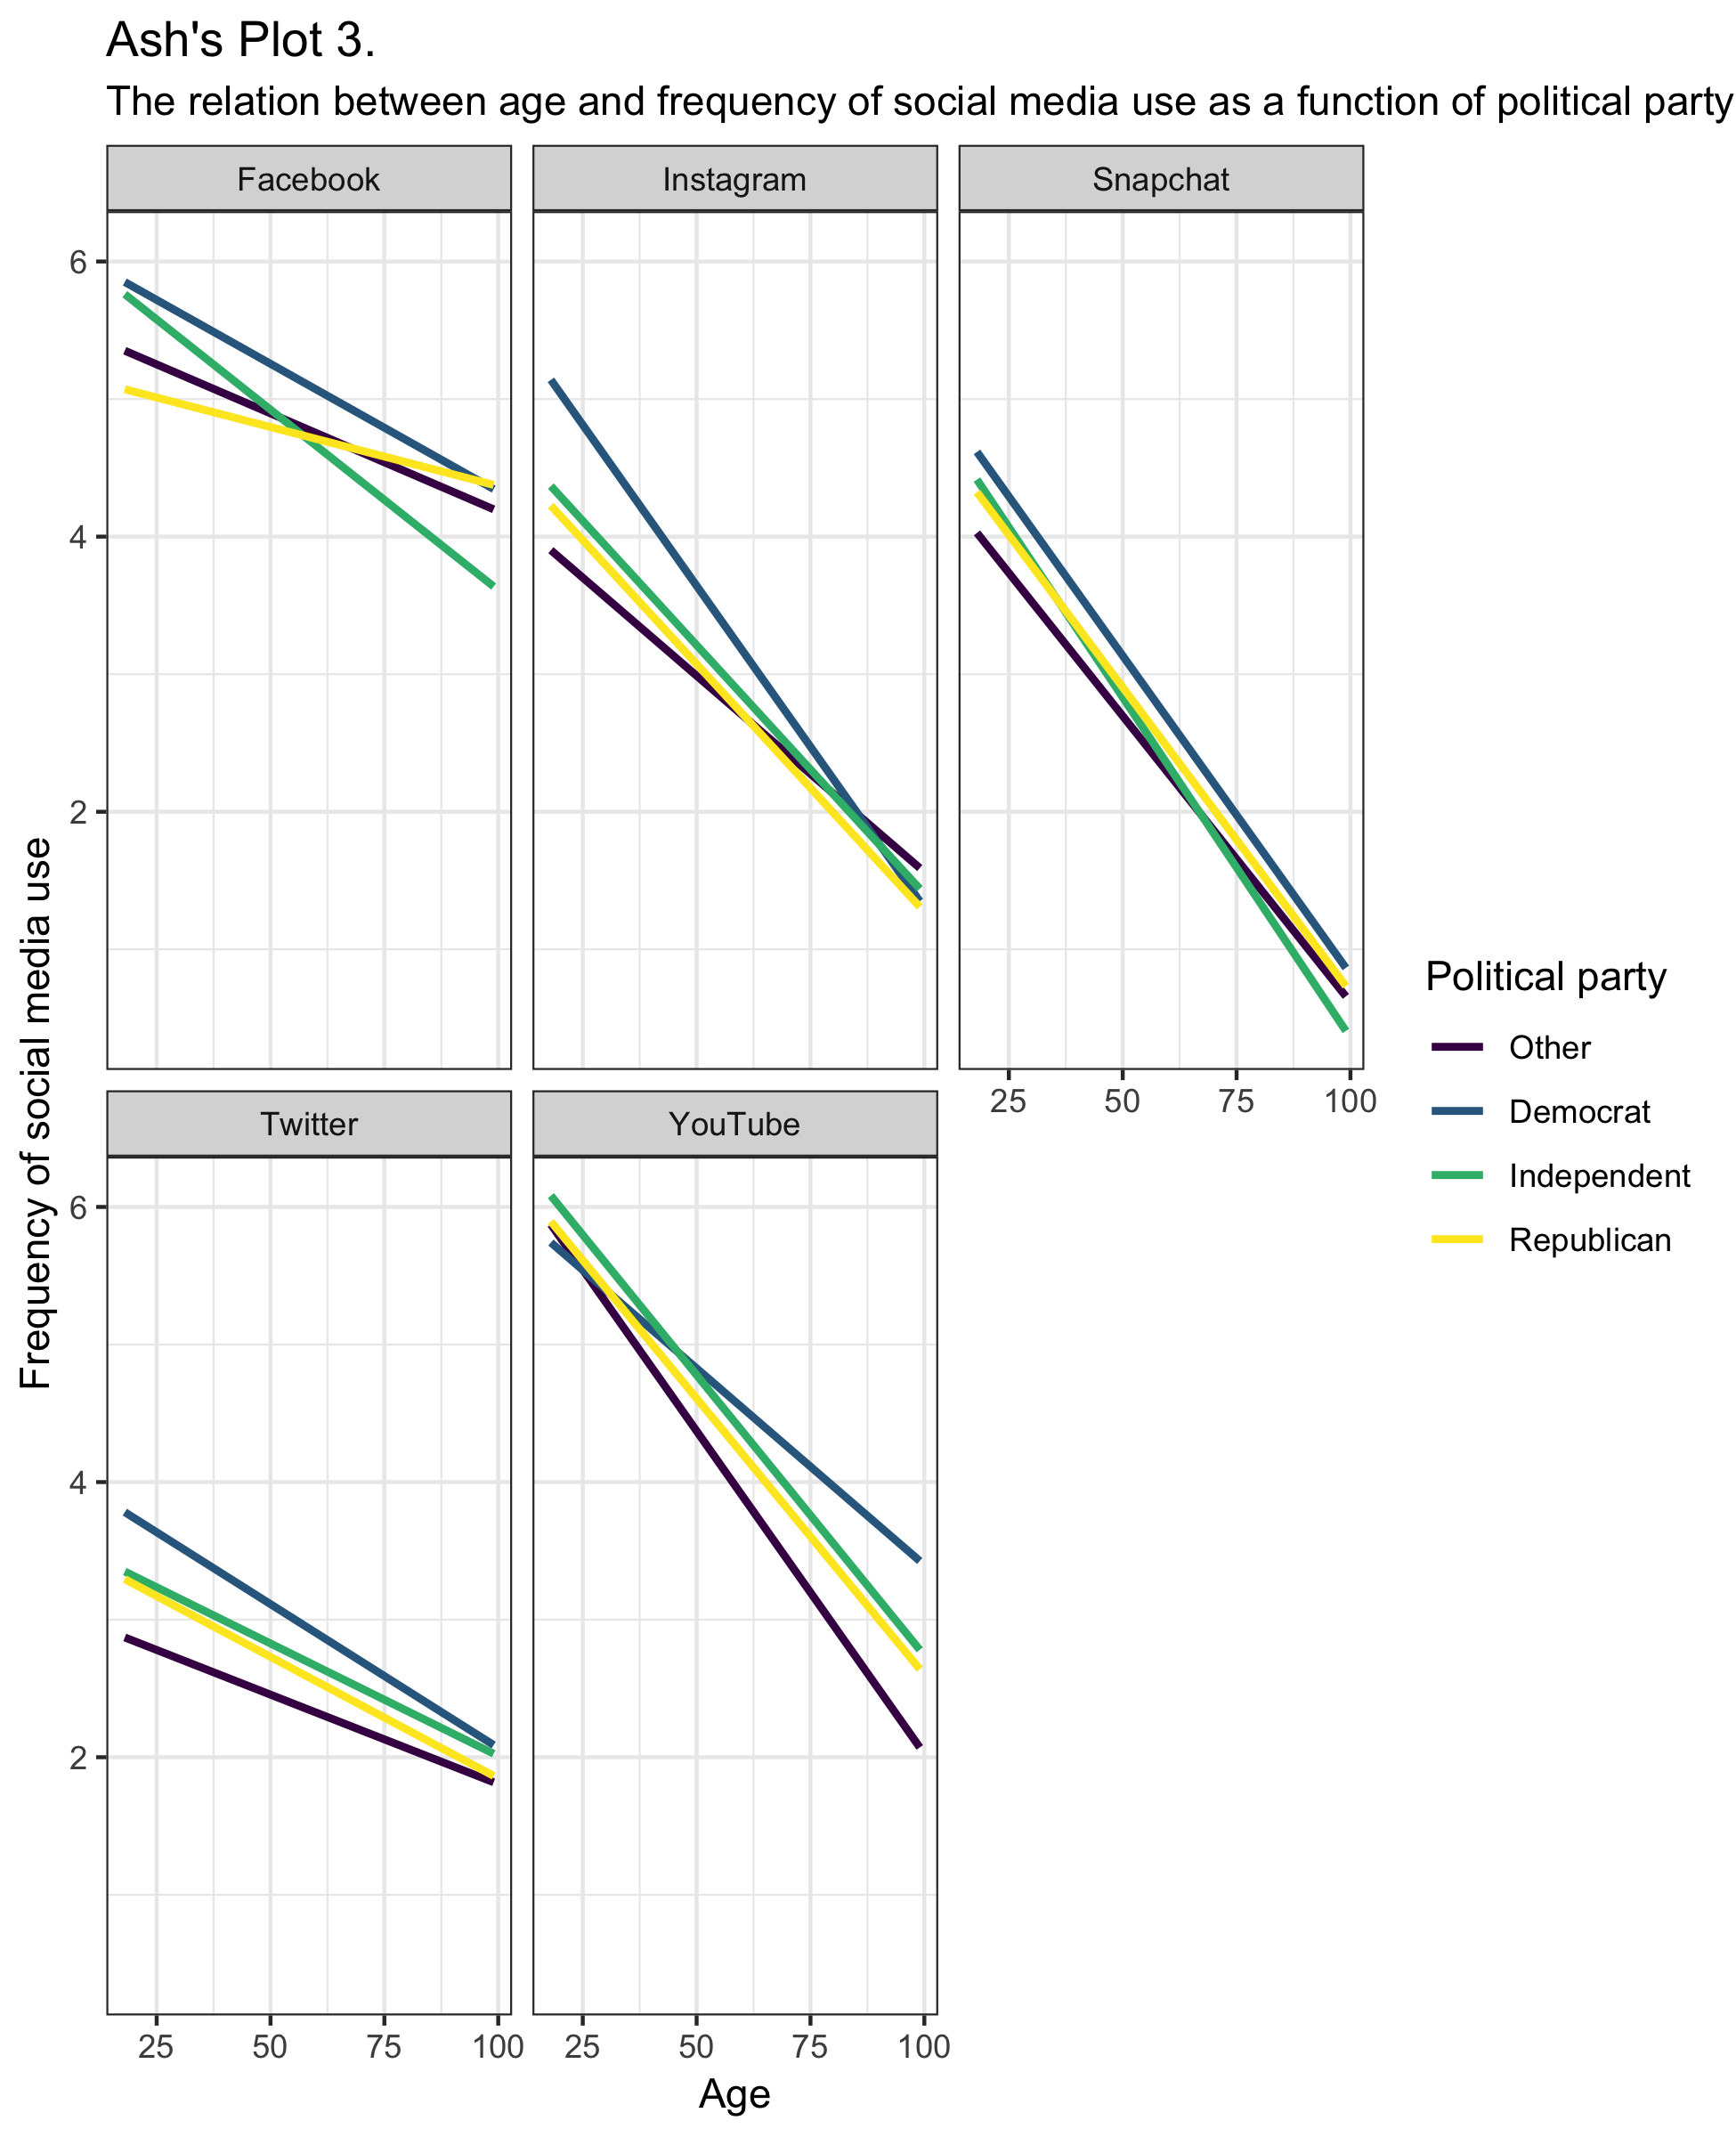 Ash's Plot 3.
The relation between age and frequency of social media use as a function of political party
Facebook
Instagram
Snapchat
6
4
2
25 50 75 100
Twitter
YouTube
6
4
2
25 50 75 100
25 50 75 100
Age
Frequency of social media use
Political party
Other
Democrat
Independent
Republican